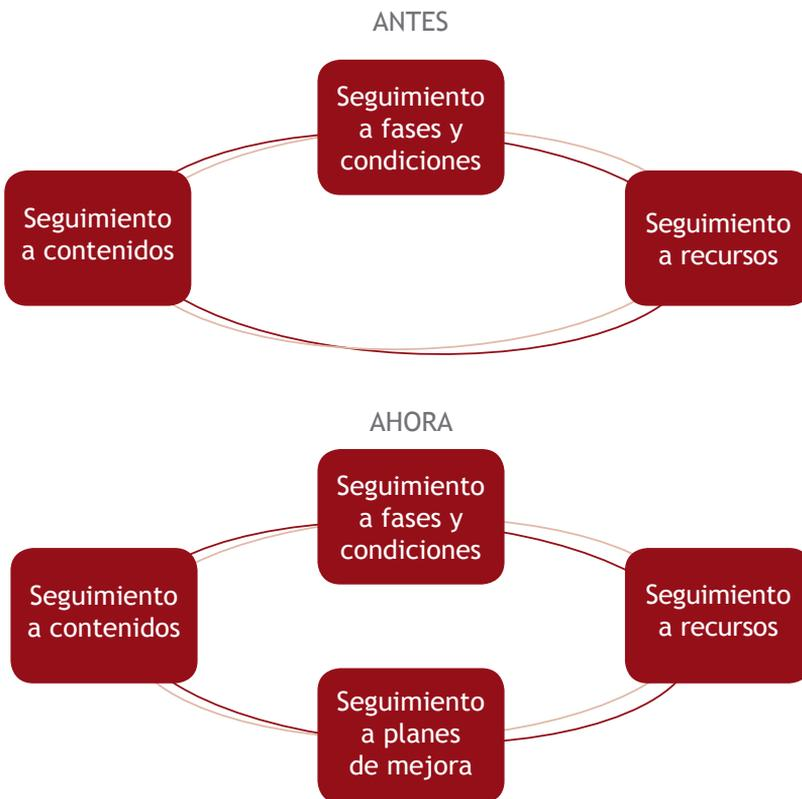 ANTES
Seguimiento
a fases y
condiciones
Seguimiento
a contenidos
Seguimiento
a recursos
AHORA
Seguimiento
a fases y
condiciones
Seguimiento
a contenidos
Seguimiento
a recursos
Seguimiento
a planes
de mejora